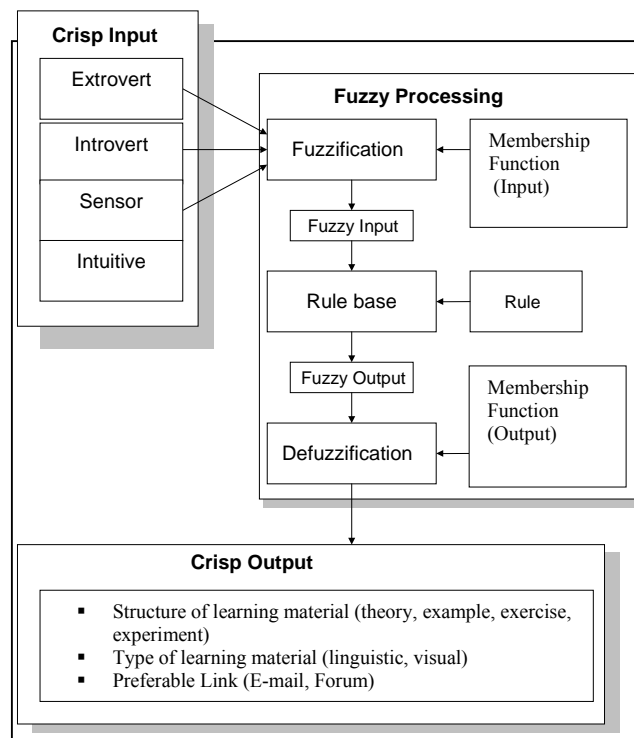 Crisp Input
Extrovert
Introvert
Sensor
Intuitive
Fuzzy Processing
Fuzzification
Membership
Function
(Input)
Fuzzy Input
Rule base
Rule
Fuzzy Output
Membership
Function
(Output)
Defuzzification
Crisp Output
▪ Structure of learning material (theory, example, exercise,
experiment)
▪ Type of learning material (linguistic, visual)
▪ Preferable Link (E-mail, Forum)